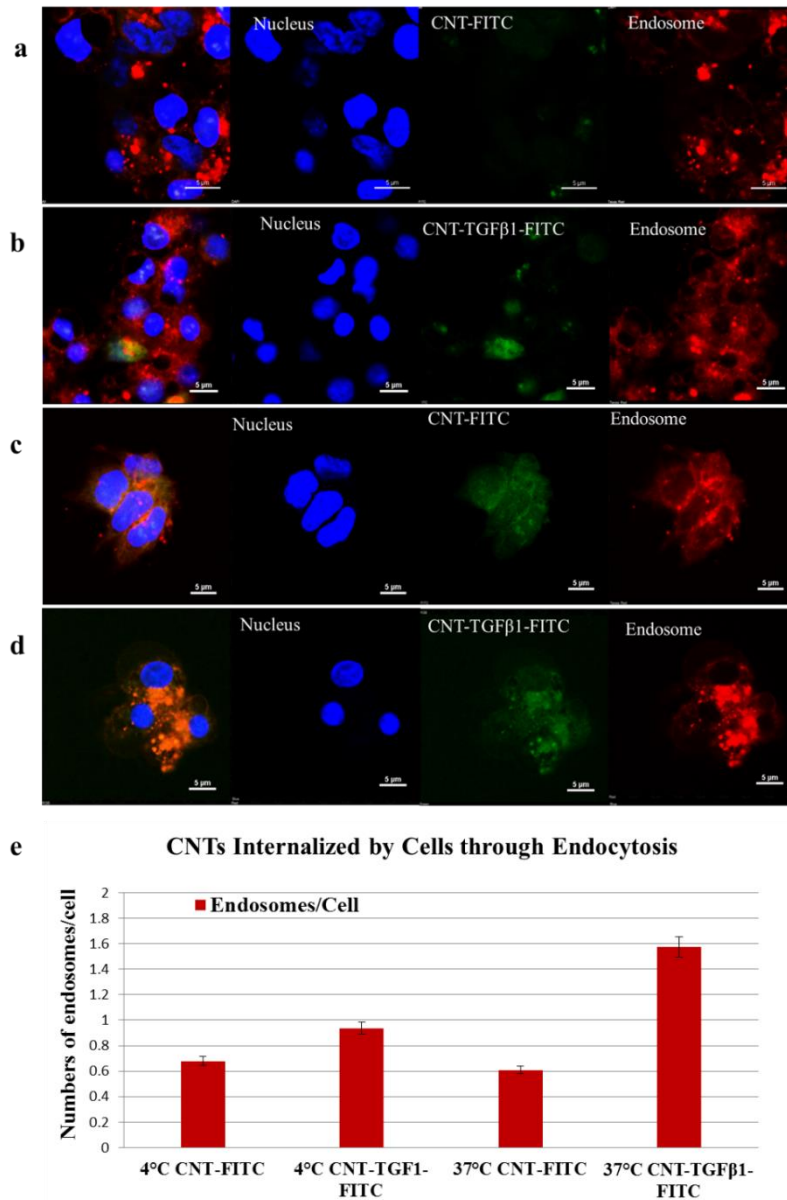 a
Nucleus
CNT-FITC
Endosome
5 µm
5 µm
5 µm
5 µm
b
Nucleus
CNT-TGFβ1-FITC
Endosome
5 µm
5 µm
5 µm
5 µm
c
Nucleus
CNT-FITC
Endosome
5 µm
5 µm
5 µm
5 µm
d
Nucleus
CNT-TGFβ1-FITC
Endosome
5 µm
5 µm
5 µm
5 µm
e
CNTs Internalized by Cells through Endocytosis
Numbers of endosomes/cell
2
1.8
1.6
1.4
1.2
1
0.8
0.6
0.4
0.2
0
Endosomes/Cell
4°C CNT-FITC
4°C CNT-TGF1-
FITC
37°C CNT-FITC
37°C CNT-TGFβ1-
FITC